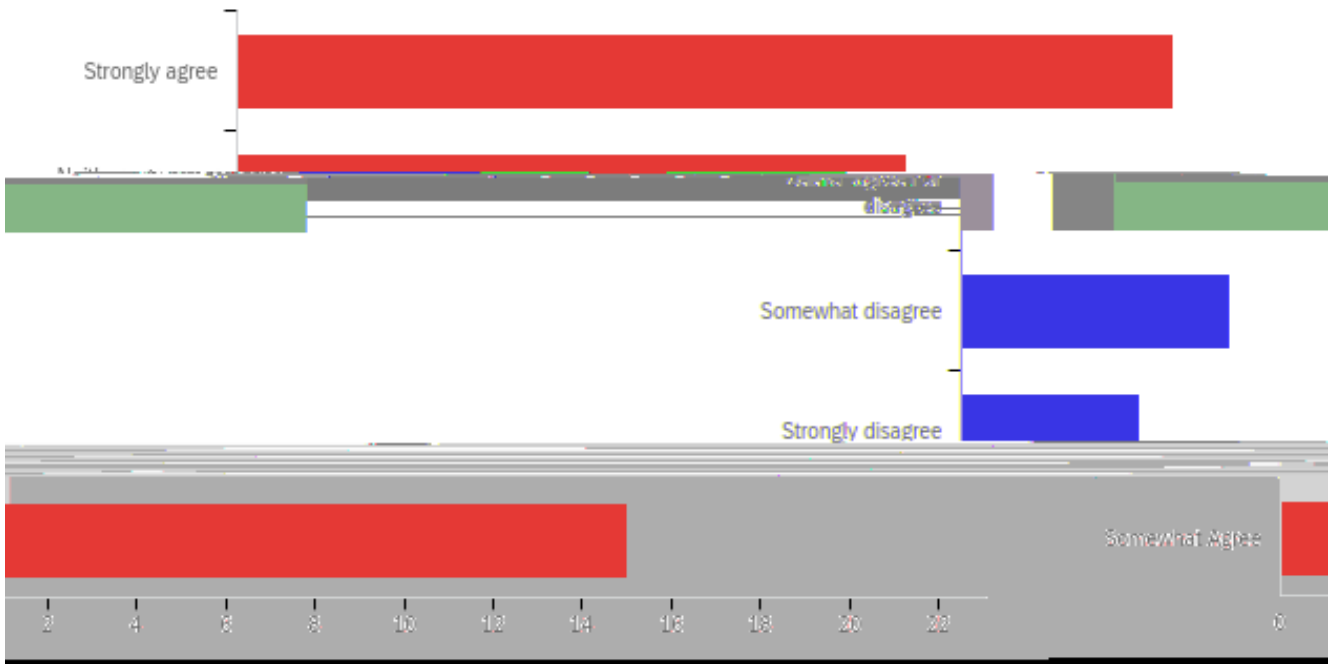 Strongly agree
disagree
Somewhat disagree
Strongly disagree
Somewhat Agree
2 4 6 8 10 12 14 16 18 20 22 0